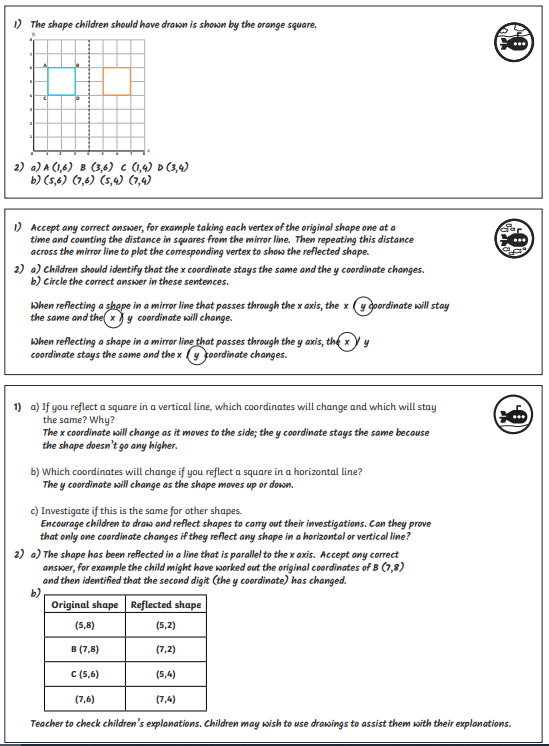 1) The shape children should have drawn is shown by the orange square.
y
A B
C D
x
2) a) A (1,6) B (3,6) C (1,4) D (3,4)
b) (5,6) (7,6) (5,4) (7,4)
1) Accept any correct answer, for example taking each vertex of the original shape one at a
time and counting the distance in squares from the mirror line. Then repeating this distance
across the mirror line to plot the corresponding vertex to show the reflected shape.
2) a) Children should identify that the x coordinate stays the same and the y coordinate changes.
b) Circle the correct answer in these sentences.
When reflecting a shape in a mirror line that passes through the x axis, the x / y coordinate will stay
the same and the x / y coordinate will change.
When reflecting a shape in a mirror line that passes through the y axis, the x / y
coordinate stays the same and the x / y coordinate changes.
1) a) If you reflect a square in a vertical line, which coordinates will change and which will stay
the same? Why?
The x coordinate will change as it moves to the side; the y coordinate stays the same because
the shape doesn't go any higher.
b) Which coordinates will change if you reflect a square in a horizontal line?
The y coordinate will change as the shape moves up or down.
c) Investigate if this is the same for other shapes.
Encourage children to draw and reflect shapes to carry out their investigations. Can they prove
that only one coordinate changes if they reflect any shape in a horizontal or vertical line?
2) a) The shape has been reflected in a line that is parallel to the x axis. Accept any correct
answer, for example the child might have worked out the original coordinates of B (7,8)
and then identified that the second digit (the y coordinate) has changed.
b)
Original shape Reflected shape
(5,8) (5,2)
B (7,8) (7,2)
C (5,6) (5,4)
(7,6) (7,4)
Teacher to check children's explanations. Children may wish to use drawings to assist them with their explanations.